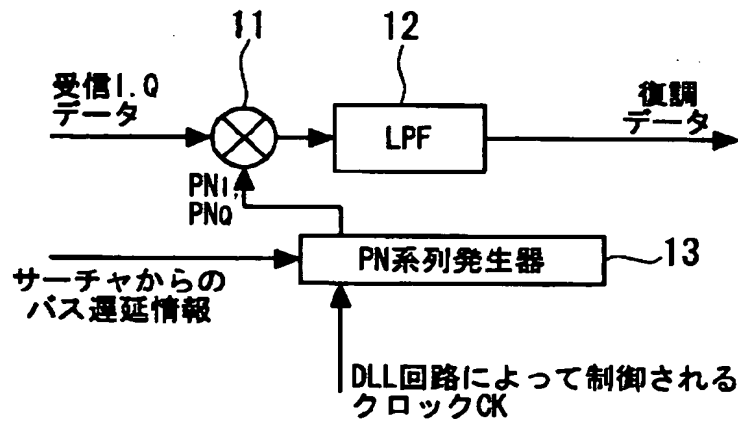 11
12
受信I.Q
データ
LPF
復調
データ
PNI,
PNQ
PN系列発生器
13
サーチャからの
パス遅延情報
DLL回路によって制御される
クロックCK